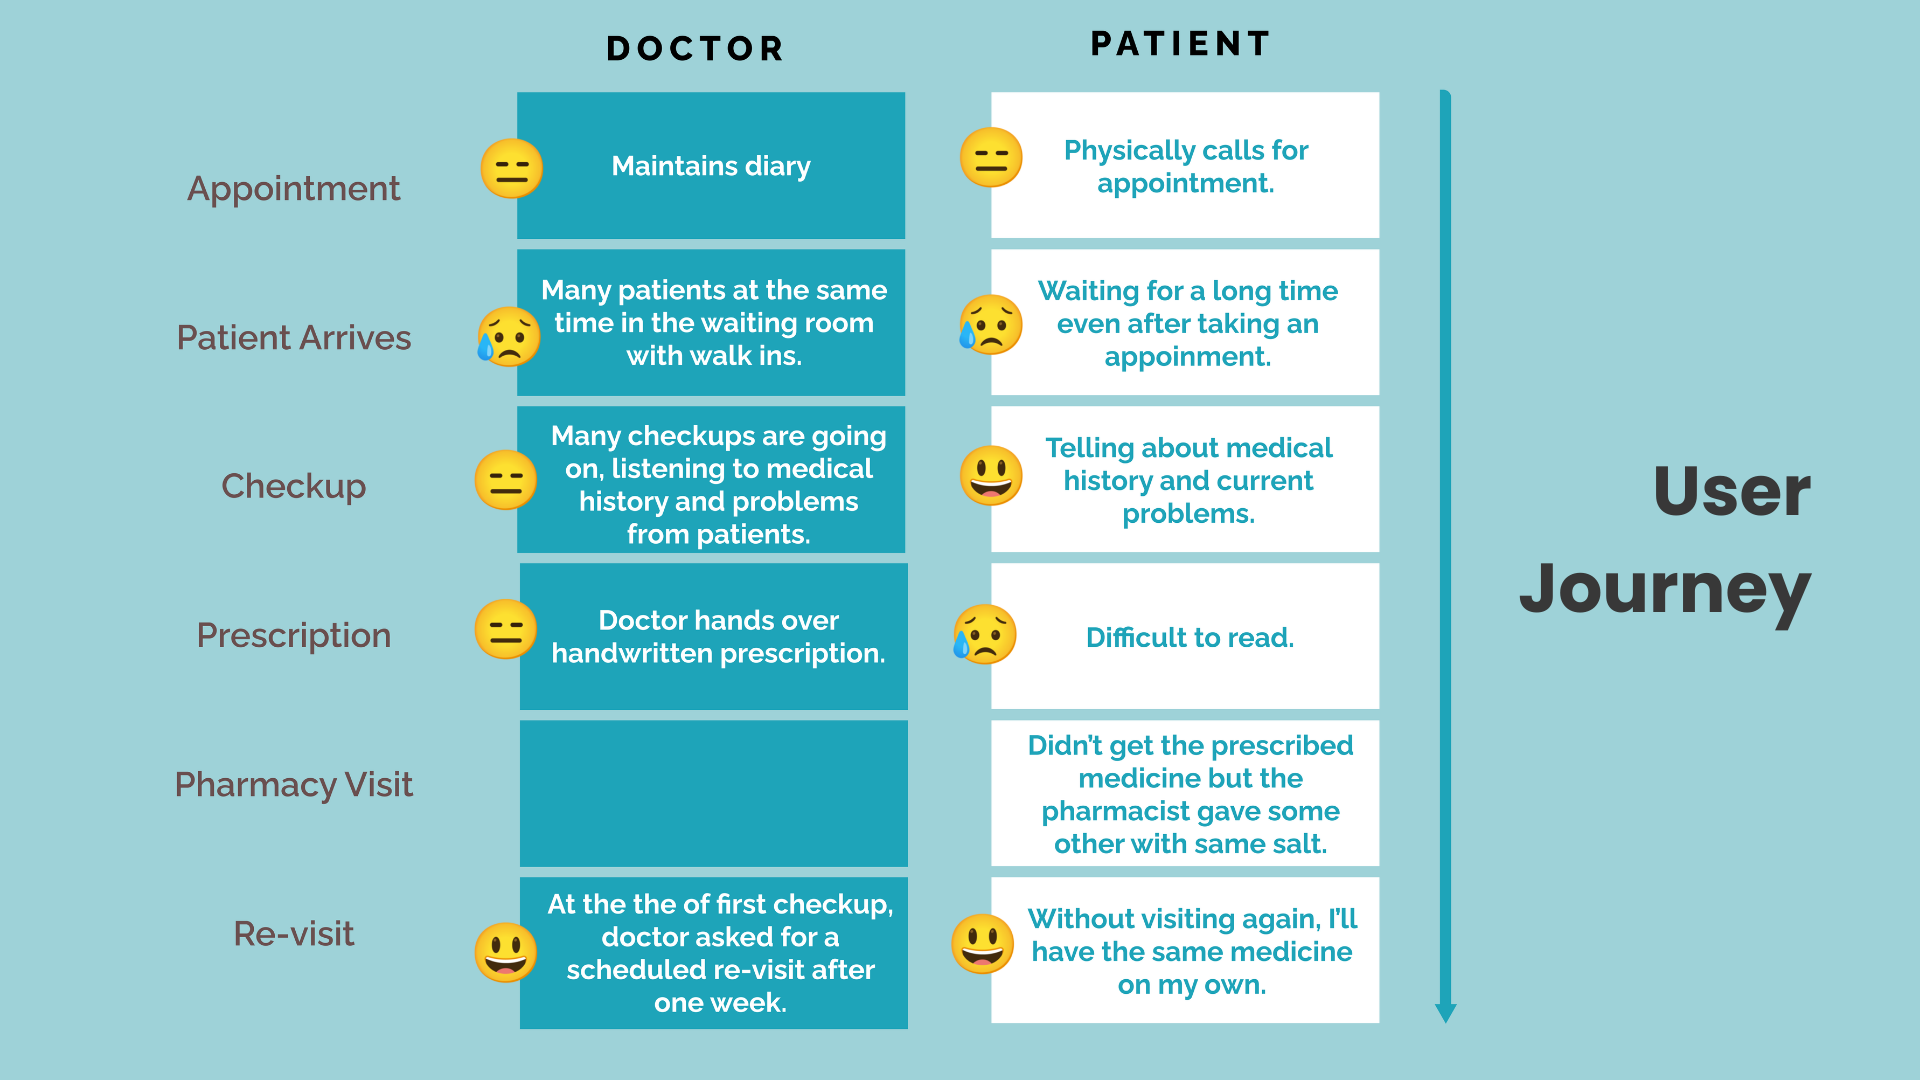 DOCTOR
PATIENT
Appointment
Maintains diary
Physically calls for
appointment.
Patient Arrives
Many patients at the same
time in the waiting room
with walk ins.
Waiting for a long time
even after taking an
appoinment.
Checkup
Many checkups are going
on, listening to medical
history and problems
from patients.
Telling about medical
history and current
problems.
Prescription
Doctor hands over
handwritten prescription.
Difficult to read.
Pharmacy Visit
Didn’t get the prescribed
medicine but the
pharmacist gave some
other with same salt.
Re-visit
At the the of first checkup,
doctor asked for a
scheduled re-visit after
one week.
Without visiting again, I’ll
have the same medicine
on my own.
User
Journey